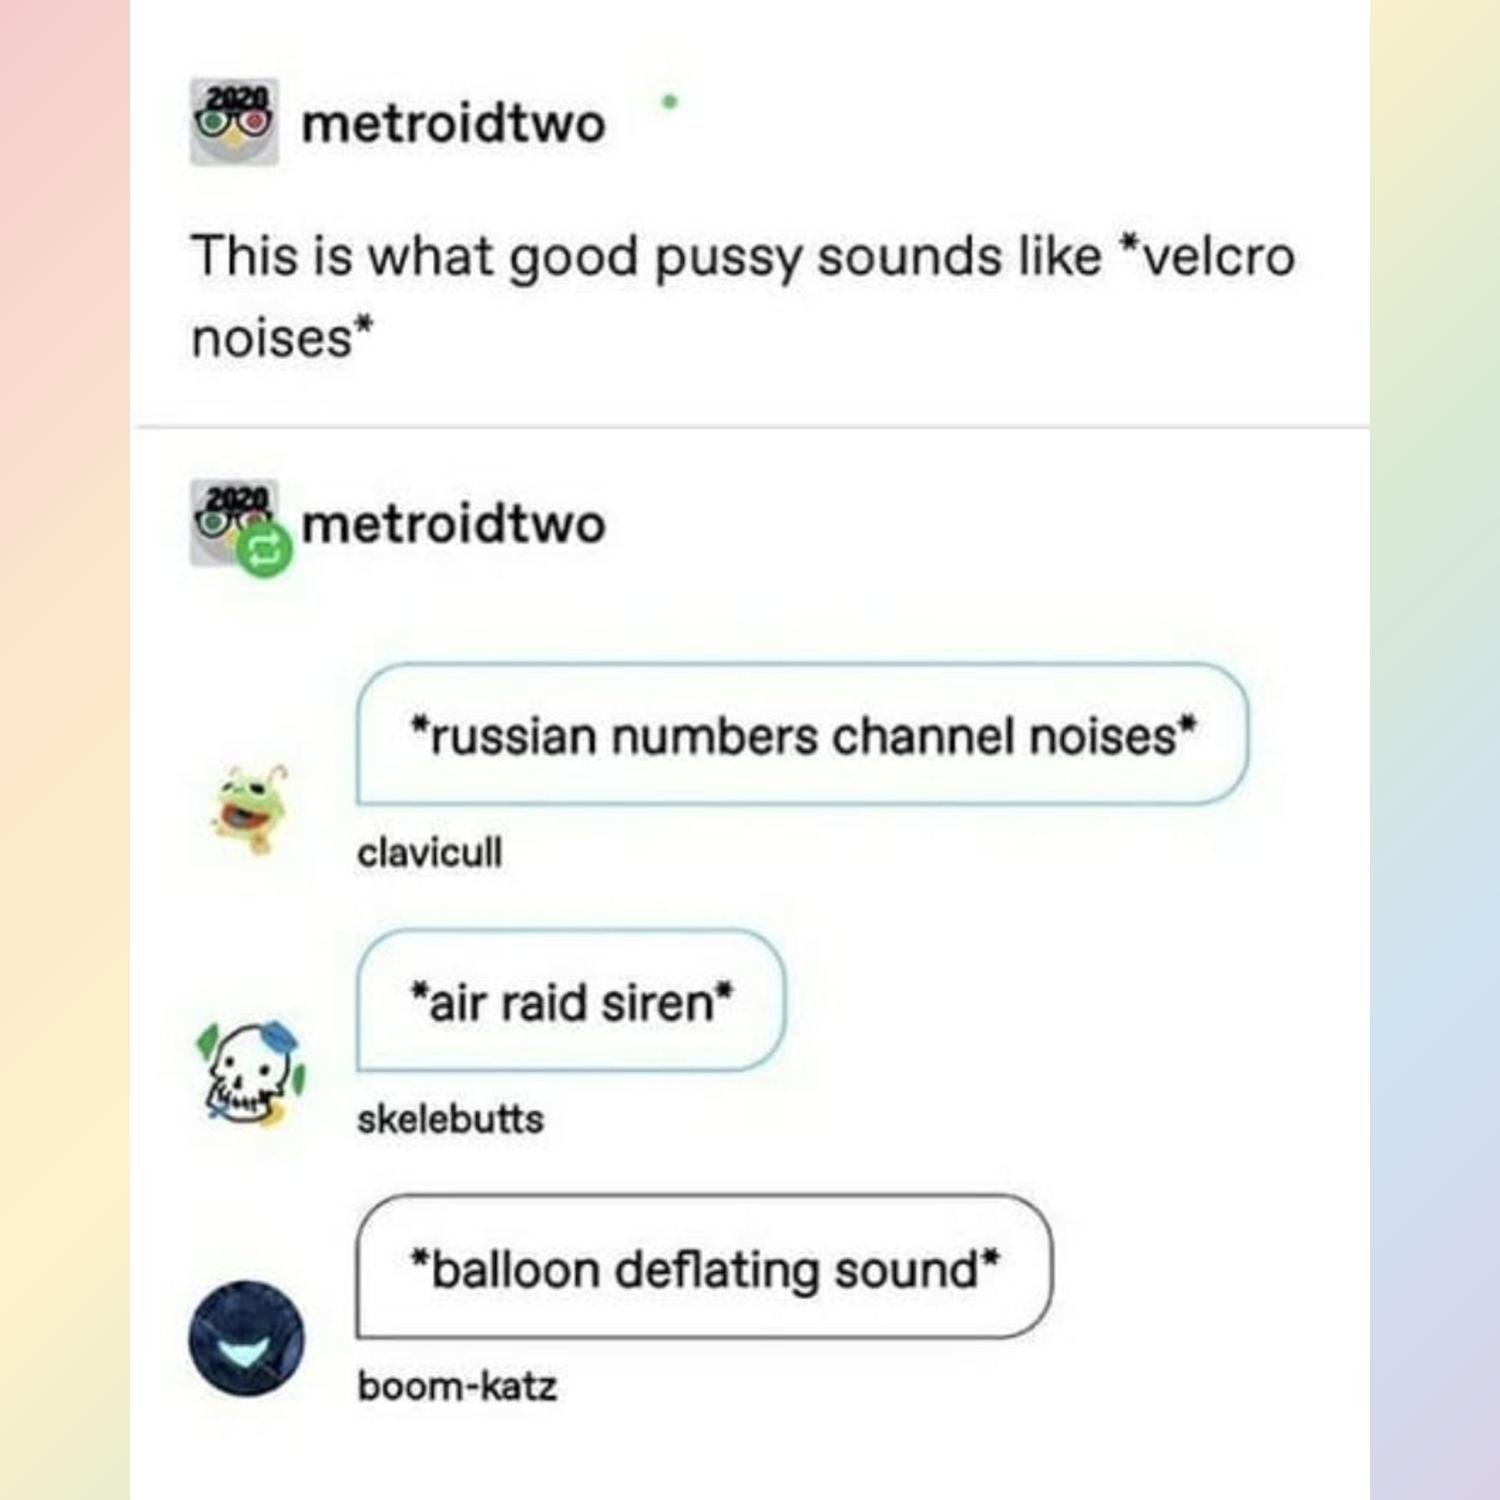 2020
metroidtwo
This is what good pussy sounds like *velcro
noises*
2020
metroidtwo
*russian numbers channel noises*
clavicull
*air raid siren*
skelebutts
*balloon deflating sound*
boom-katz